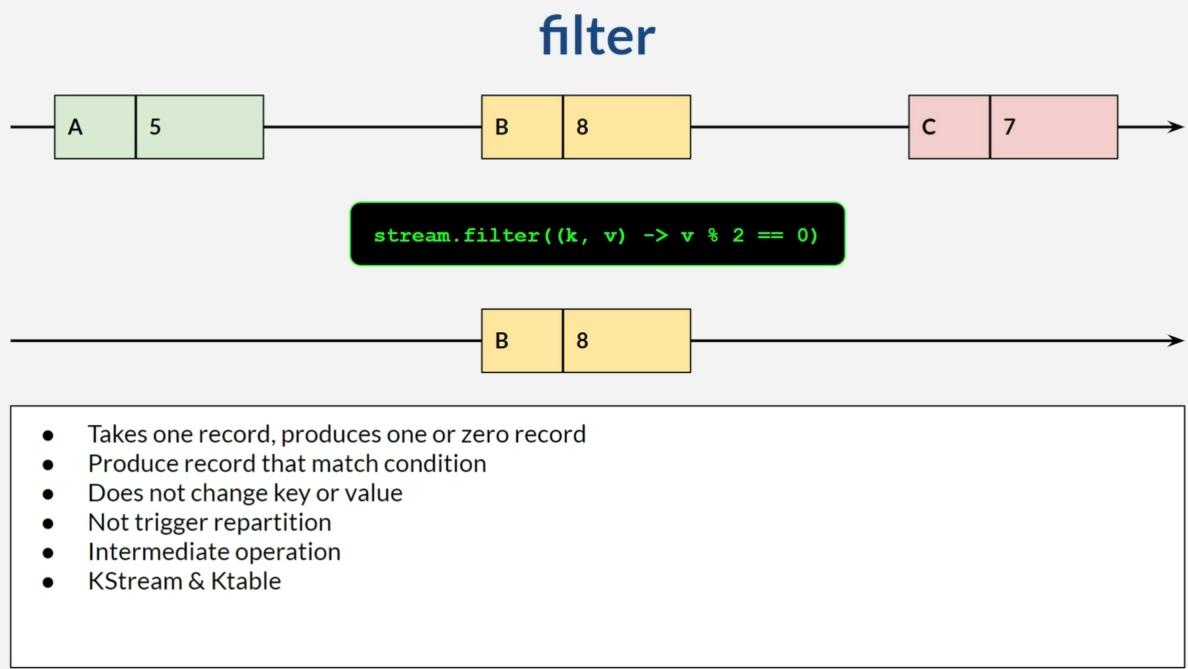 filter
A 5 B 8 C 7
stream.filter((k, v) -> v % 2 == 0)
B 8
● Takes one record, produces one or zero record
● Produce record that match condition
● Does not change key or value
● Not trigger repartition
● Intermediate operation
● KStream & Ktable